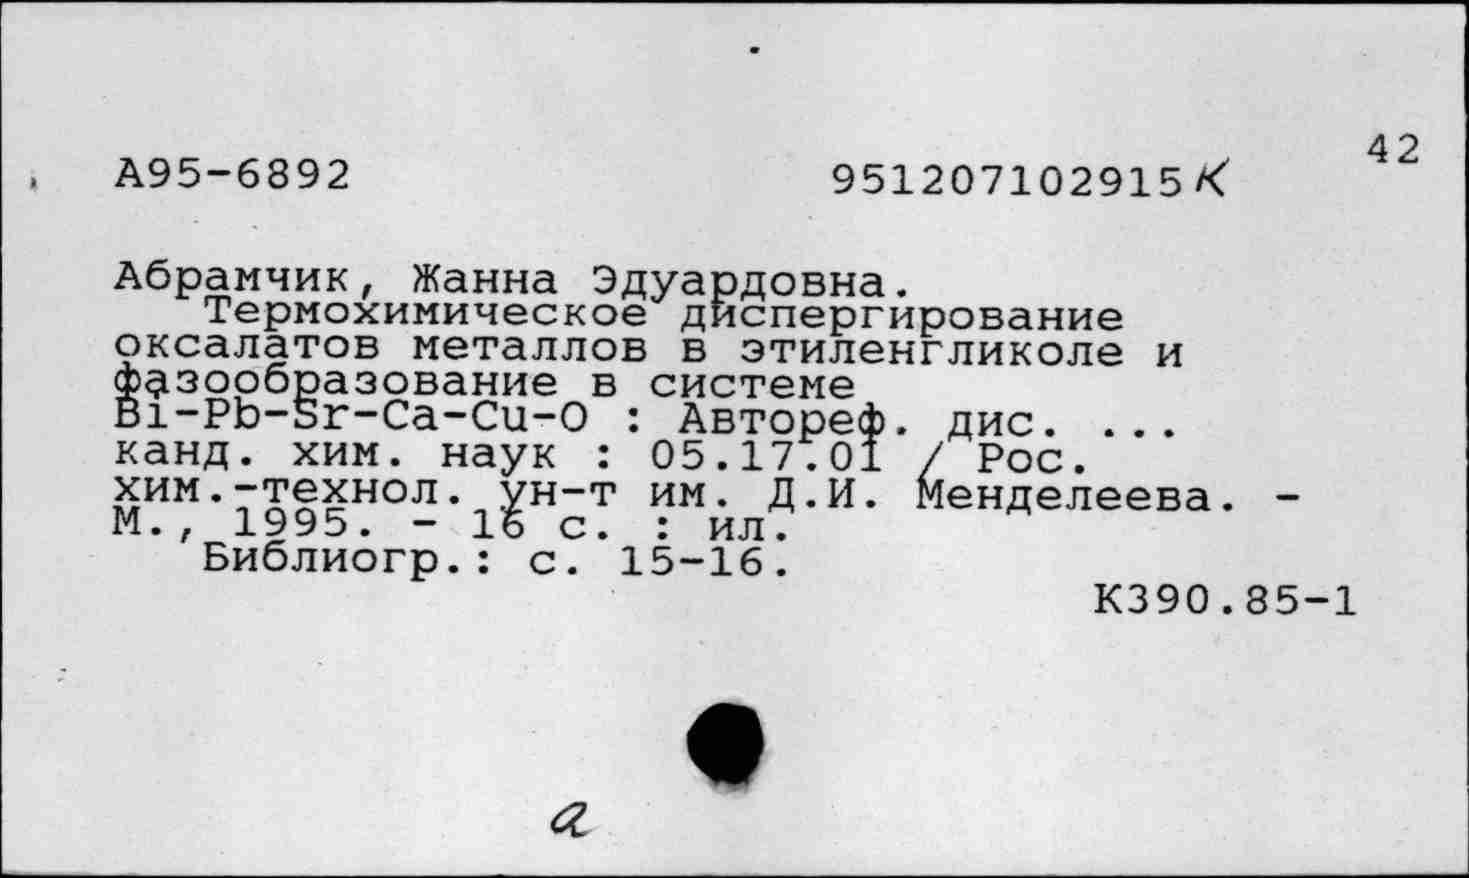 42
А95-6892 951207102915K
Абрамчик, Жанна Эдуардовна.
Термохимическое диспергирование
оксалатов металлов в этиленгликоле и
фазообразование в системе
Bi-Pb-Sr-Ca-Cu-O : Автореф. дис. ...
канд. хим. наук : 05.17.01 / Рос.
хим.-технол. ун-т им. Д.И. Менделеева. -
М., 1995. - 16 с. : ил.
Библиогр.: с. 15-16.
К390.85-1
а